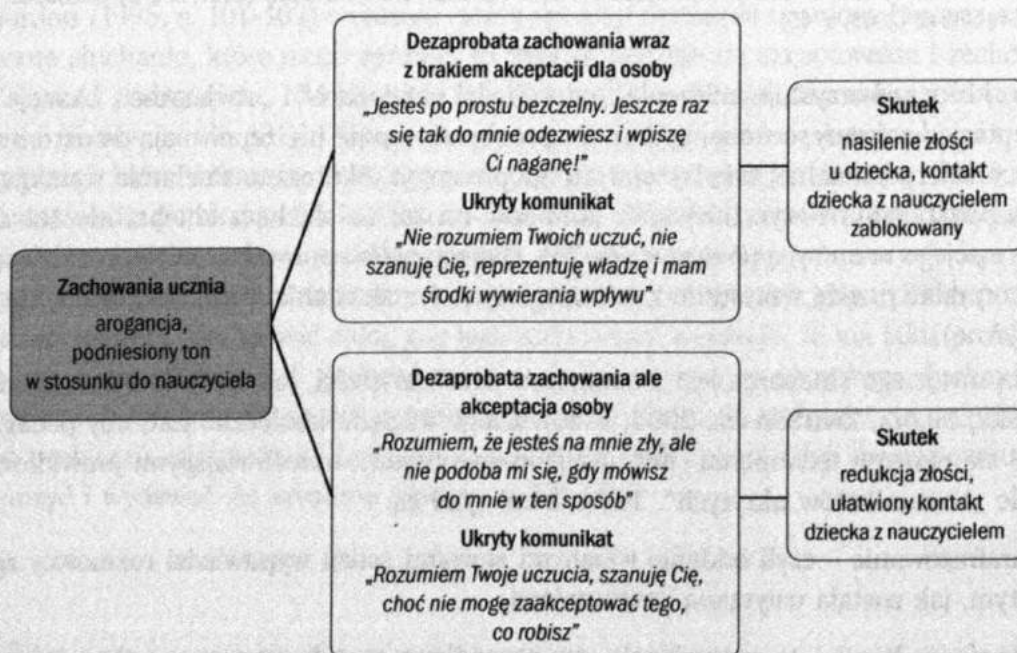 Zachowania ucznia
arogancja,
podniesiony ton
w stosunku do nauczyciela
Dezaprobata zachowania wraz
z brakiem akceptacji dla osoby
„Jesteś po prostu bezczelny. Jeszcze raz
się tak do mnie odezwiesz i wpiszę
Ci naganę!”
Ukryty komunikat
„Nie rozumiem Twoich uczuć, nie
szanuję Cię, reprezentuję władzę i mam
środki wywierania wpływu”
Skutek
nasilenie złości
u dziecka, kontakt
dziecka z nauczycielem
zablokowany
Dezaprobata zachowania ale
akceptacja osoby
„Rozumiem, że jesteś na mnie zły, ale
nie podoba mi się, gdy mówisz
do mnie w ten sposób”
Ukryty komunikat
„Rozumiem Twoje uczucia, szanuję Cię,
choć nie mogę zaakceptować tego,
co robisz”
Skutek
redukcja złości,
ułatwiony kontakt
dziecka z nauczycielem